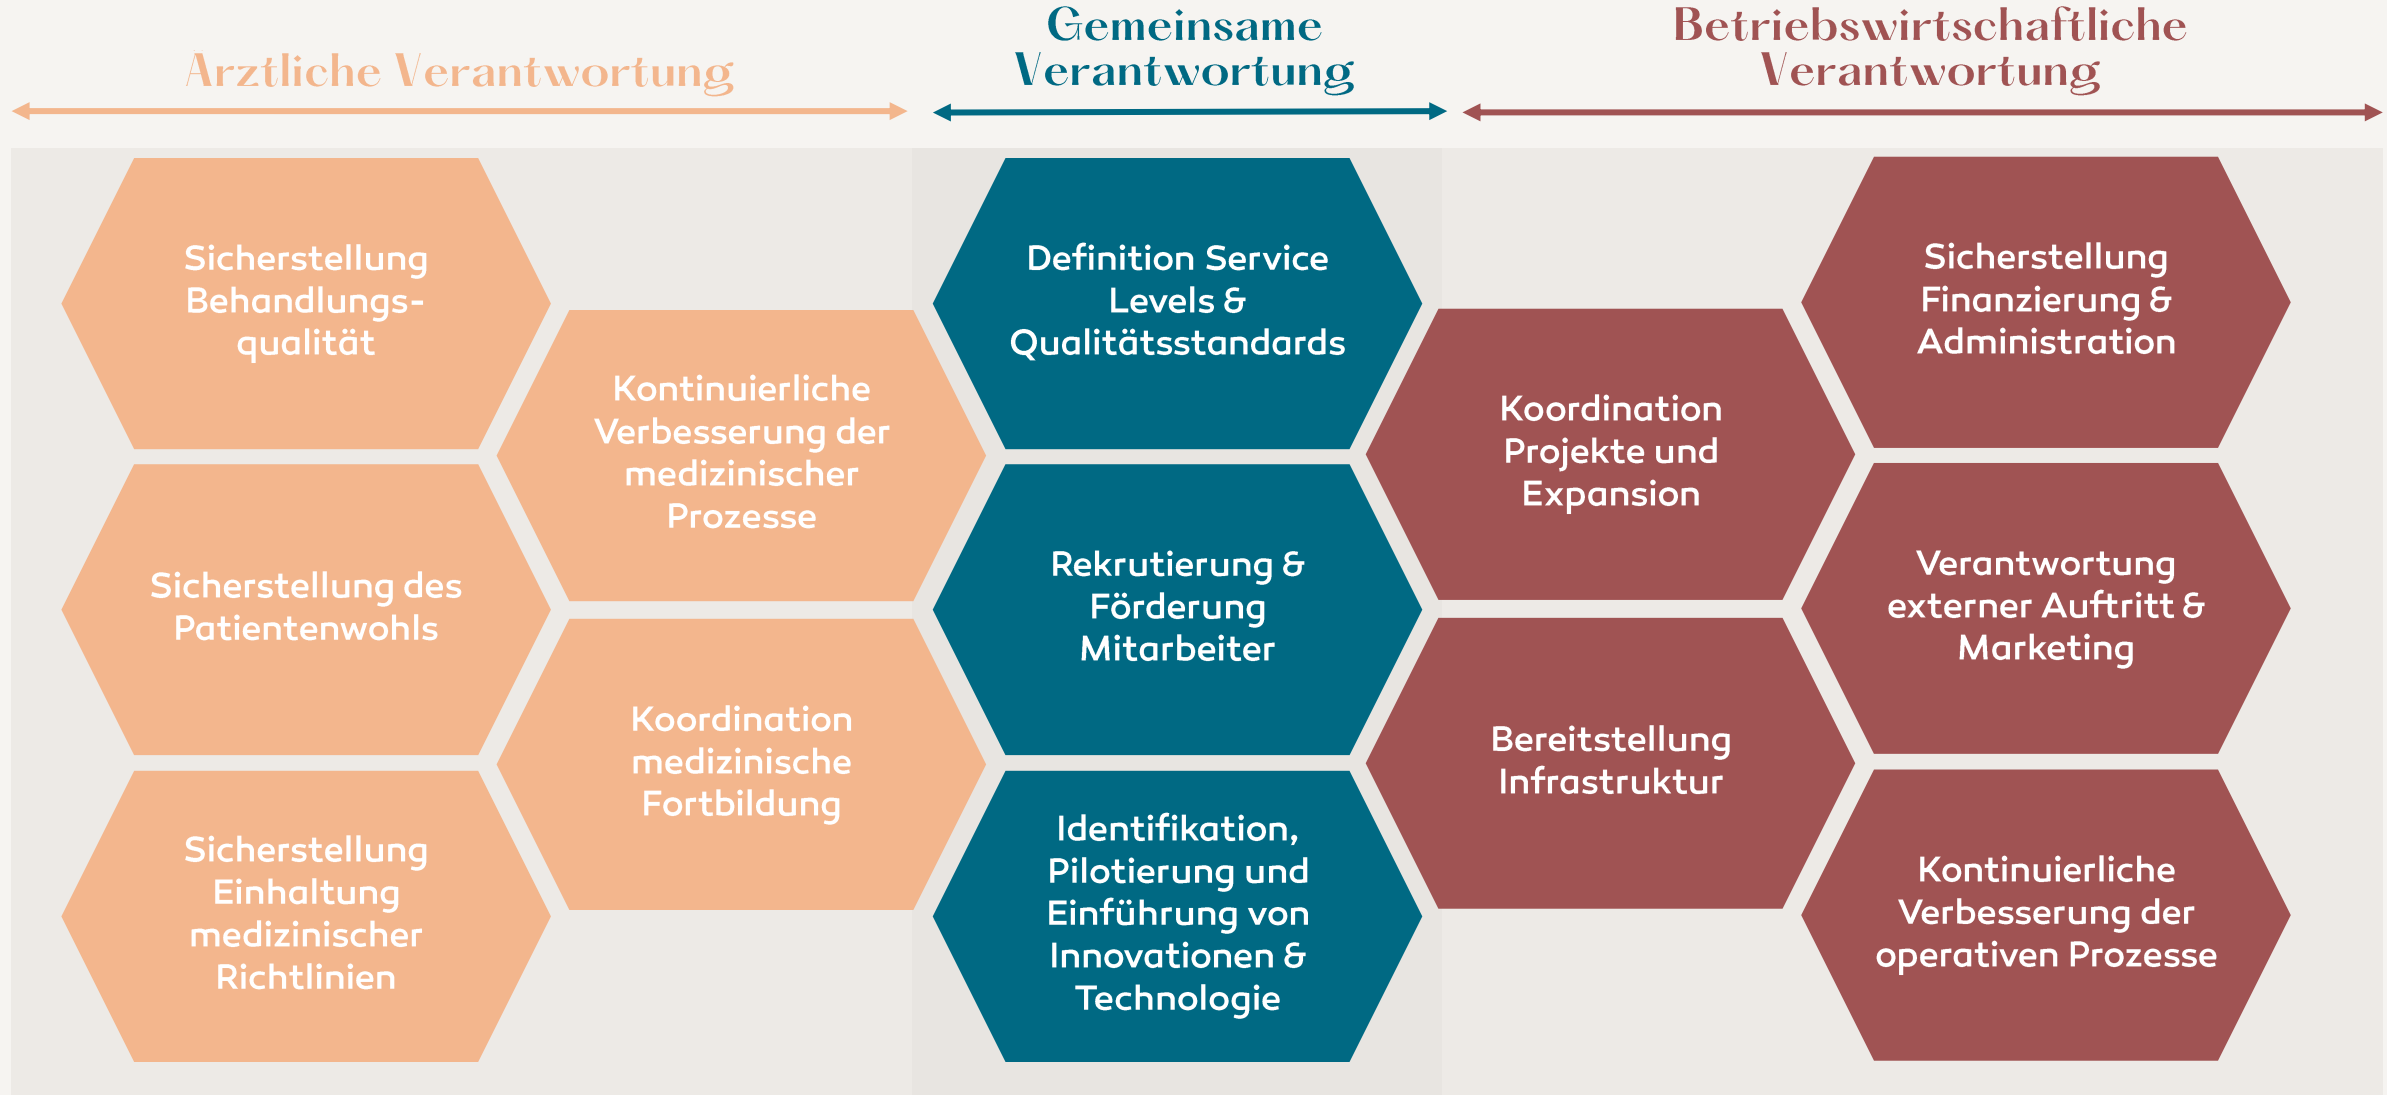 Arztliche Verantwortung
Gemeinsame
Verantwortung
Betriebswirtschaftliche
Verantwortung
Sicherstellung
Behandlungs-
qualität
Sicherstellung des
Patientenwohls
Sicherstellung
Einhaltung
medizinischer
Richtlinien
Kontinuierliche
Verbesserung der
medizinischer
Prozesse
Koordination
medizinische
Fortbildung
Definition Service
Levels &
Qualitätsstandards
Rekrutierung &
Förderung
Mitarbeiter
Identifikation,
Pilotierung und
Einführung von
Innovationen &
Technologie
Koordination
Projekte und
Expansion
Bereitstellung
Infrastruktur
Sicherstellung
Finanzierung &
Administration
Verantwortung
externer Auftritt &
Marketing
Kontinuierliche
Verbesserung der
operativen Prozesse